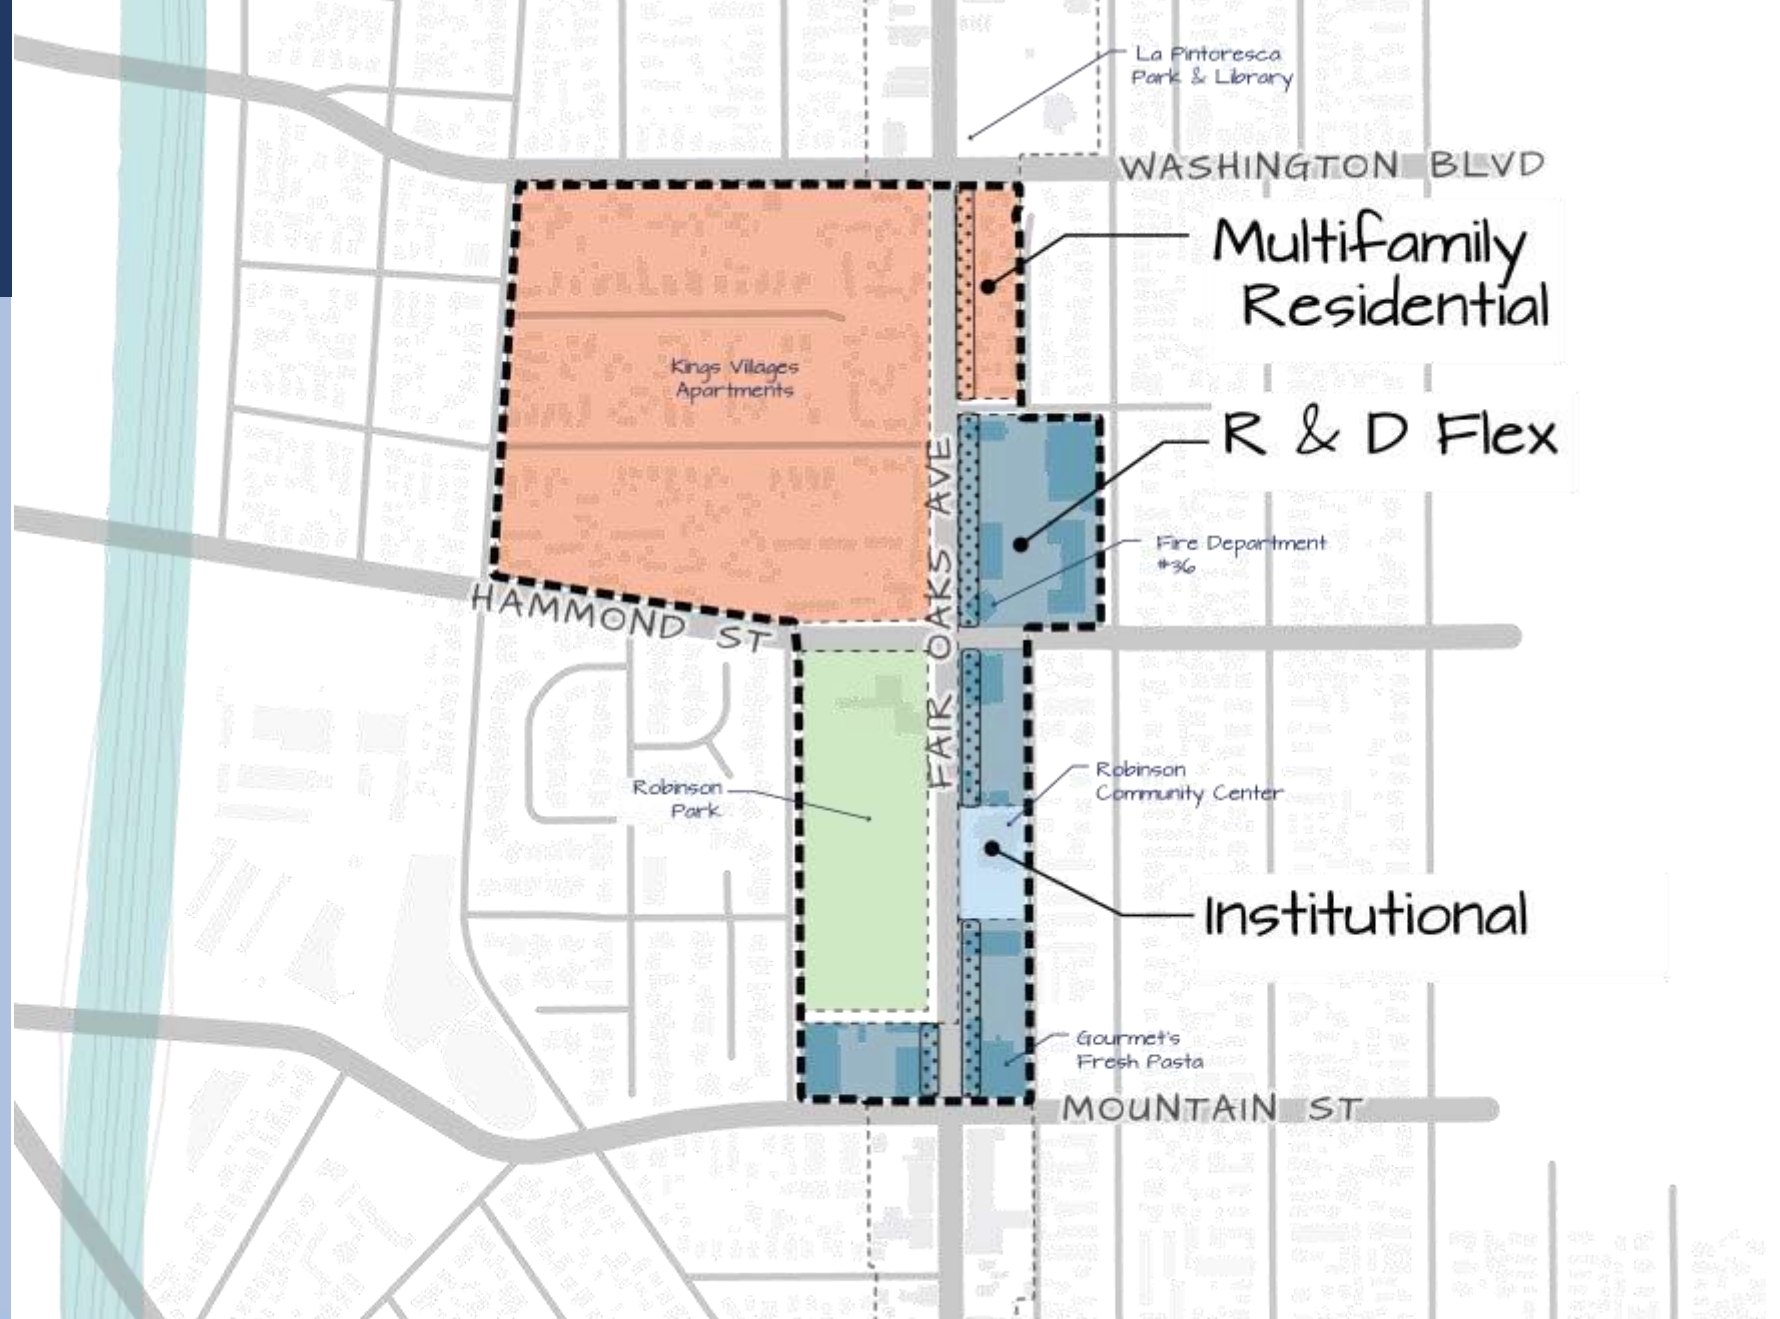 La Pintoresca
Park & Library
WASHINGTON BLVD
Multifamily
Residential
Kings Villages
Apartments
R & D Flex
FAIR OAKS AVE
Fire Department
#36
HAMMOND ST
Robinson
Park
Robinson
Community Center
Institutional
Gourmet's
Fresh Pasta
MOUNTAIN ST